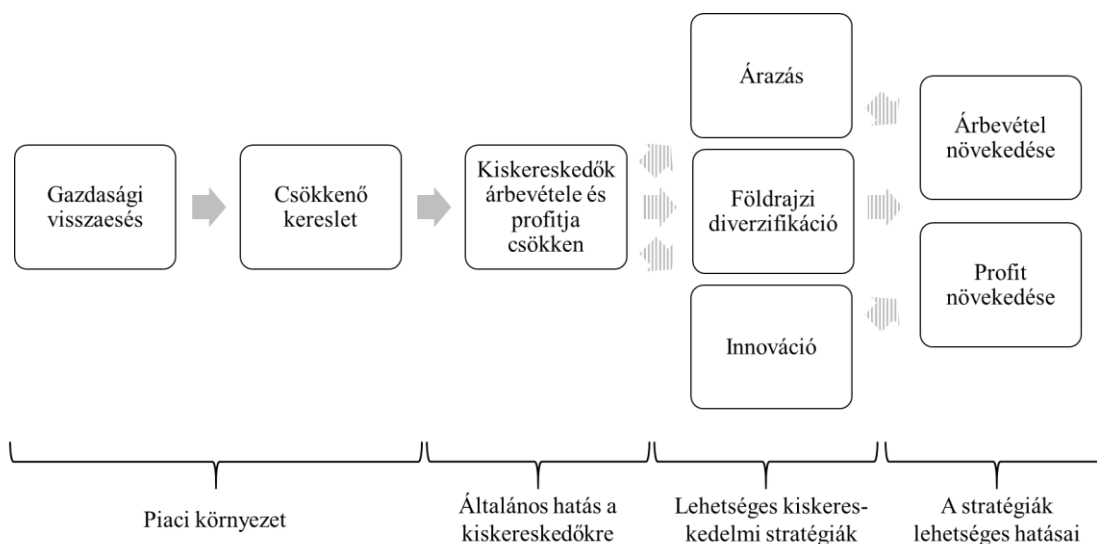 Gazdasági
visszaesés
Csökkenő
kereslet
Kiskereskedők
árbevétele és
profitja
csökken
Árazás
Földrajzi
diverzifikáció
Innováció
Árbevétel
növekedése
Profit
növekedése
Piaci környezet
Általános hatás a
kiskereskedőkre
Lehetséges kiskeres-
kedelmi stratégiák
A stratégiák
lehetséges hatásai